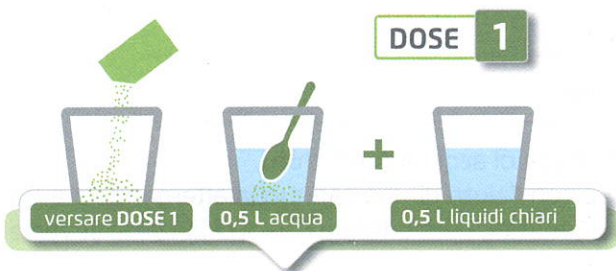 DOSE 1
versare DOSE 1
0,5 L acqua
+
0,5 L liquidi chiari